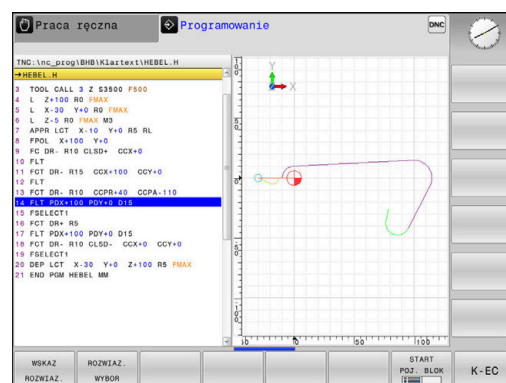 Praca ręczna
Programowanie
DNC
TNC:\nc_prog\BHB\Klartext\HEBEL.H
→HEBEL.H
3 TOOL CALL 3 Z S3500 F500
4 L Z+100 R0 FMAX
5 L X-30 Y+0 R0 FMAX
6 L Z-5 R0 FMAX M3
7 APPR LCT X-10 Y+0 R5 RL
8 FPOL X+100 Y+0
9 FC DR- R10 CLSD+ CCX+0
10 FLT
11 FCT DR- R15 CCX+100 CCY+0
12 FLT
13 FCT DR- R10 CCPR+40 CCPA-110
14 FLT PDX+100 PDY+0 D15
15 FSELECT1
16 FCT DR+ R5
17 FLT PDX+100 PDY+0 D15
18 FCT DR- R10 CLSD- CCX+0 CCY+0
19 FSELECT1
20 DEP LCT X-30 Y+0 Z+100 R5 FMAX
21 END PGM HEBEL MM
Y
X
0
50
100
WSKAZ ROZWIAZ.
ROZWIAZ. WYBOR
START POJ. BLOK
K-EC